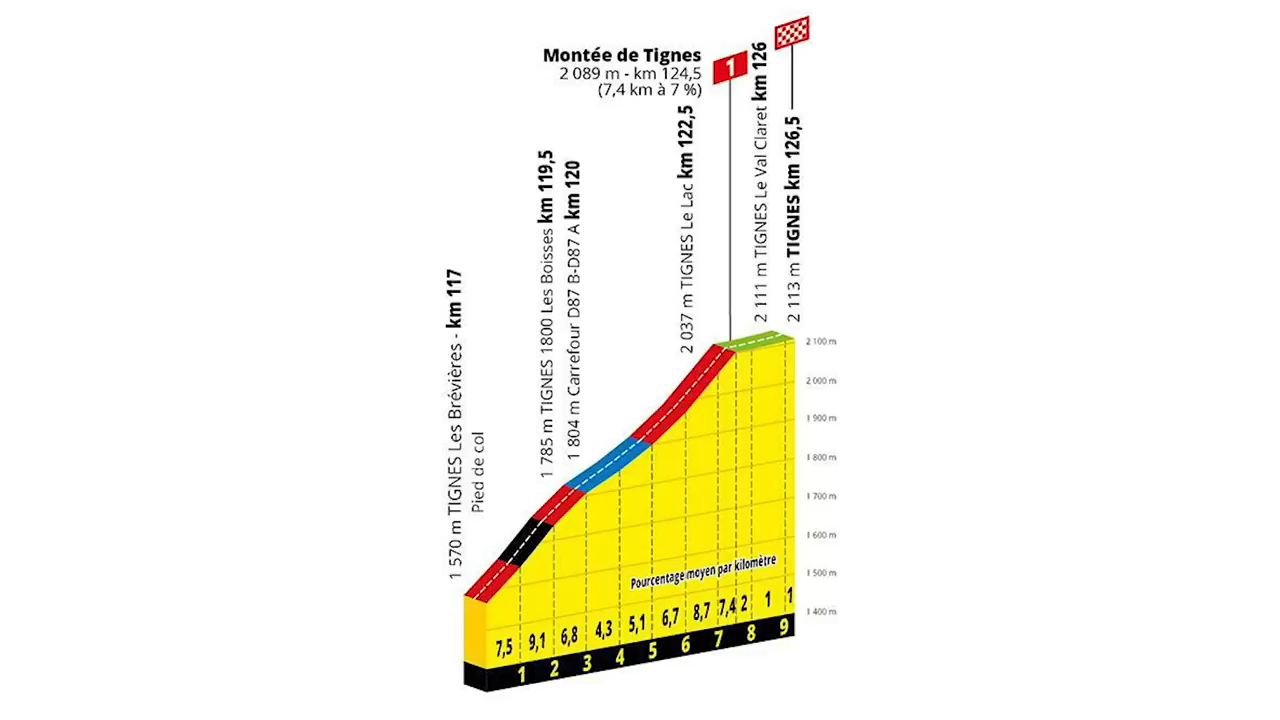 Montée de Tignes
2 089 m - km 124,5
(7,4 km à 7 %)
1
1 570 m TIGNES Les Brévières - km 117
Pied de col
1 785 m TIGNES 1800 Les Boisses km 119,5
1 804 m Carrefour D87 B-D87 A km 120
2 037 m TIGNES Le Lac km 122,5
2 111 m TIGNES Le Val Claret km 126
2 113 m TIGNES km 126,5
2 100 m
2 000 m
1 900 m
1 800 m
1 700 m
1 600 m
1 500 m
1 400 m
Pourcentage moyen par kilomètre
7,5 9,1 6,8 4,3 5,1 6,7 8,7 7,4 2 1 1
1 2 3 4 5 6 7 8 9